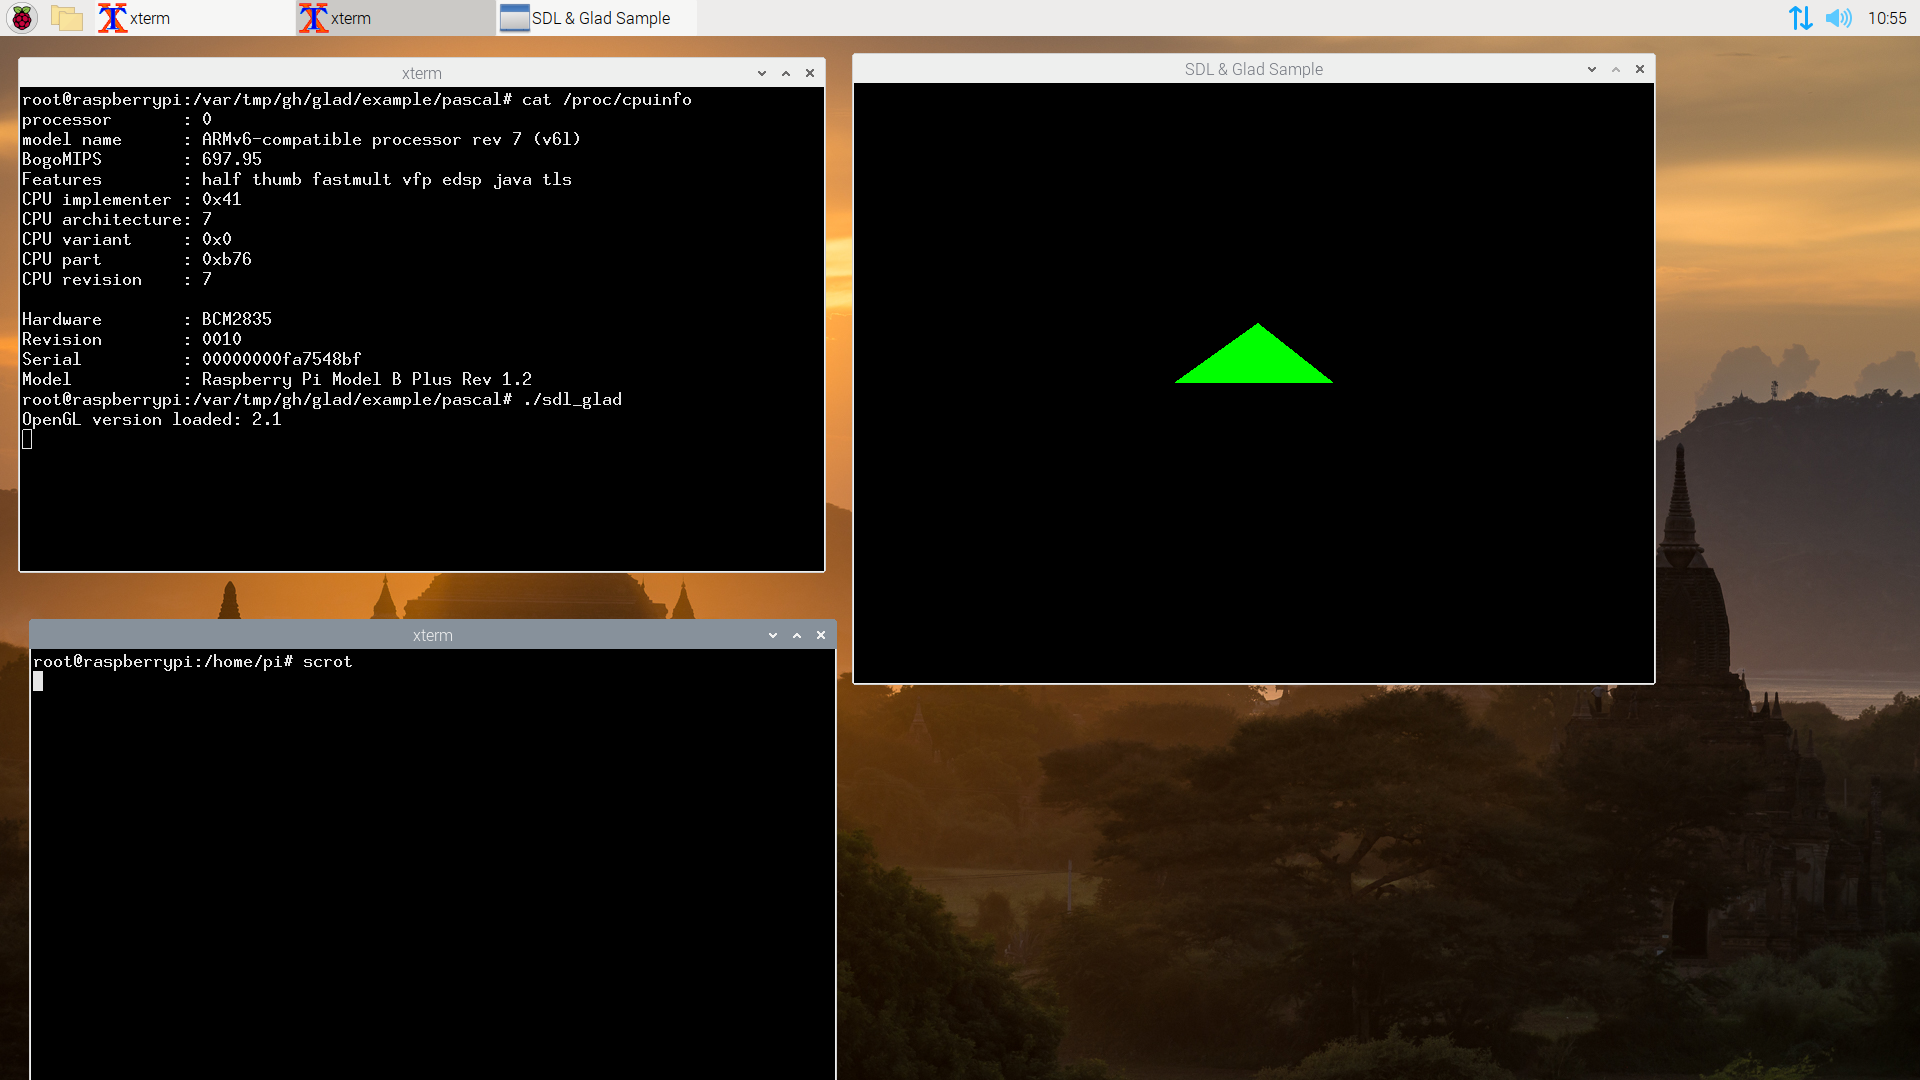 xterm
xterm
SDL & Glad Sample
10:55
xterm
root@raspberrypi:/var/tmp/gh/glad/example/pascal# cat /proc/cpuinfo
processor : 0
model name : ARMv6-compatible processor rev 7 (v6l)
BogoMIPS : 697.95
Features : half thumb fastmult vfp edsp java tls
CPU implementer : 0x41
CPU architecture: 7
CPU variant : 0x0
CPU part : 0xb76
CPU revision : 7
Hardware : BCM2835
Revision : 0010
Serial : 00000000fa7548bf
Model : Raspberry Pi Model B Plus Rev 1.2
root@raspberrypi:/var/tmp/gh/glad/example/pascal# ./sdl_glad
OpenGL version loaded: 2.1
SDL & Glad Sample
xterm
root@raspberrypi:/home/pi# scrot